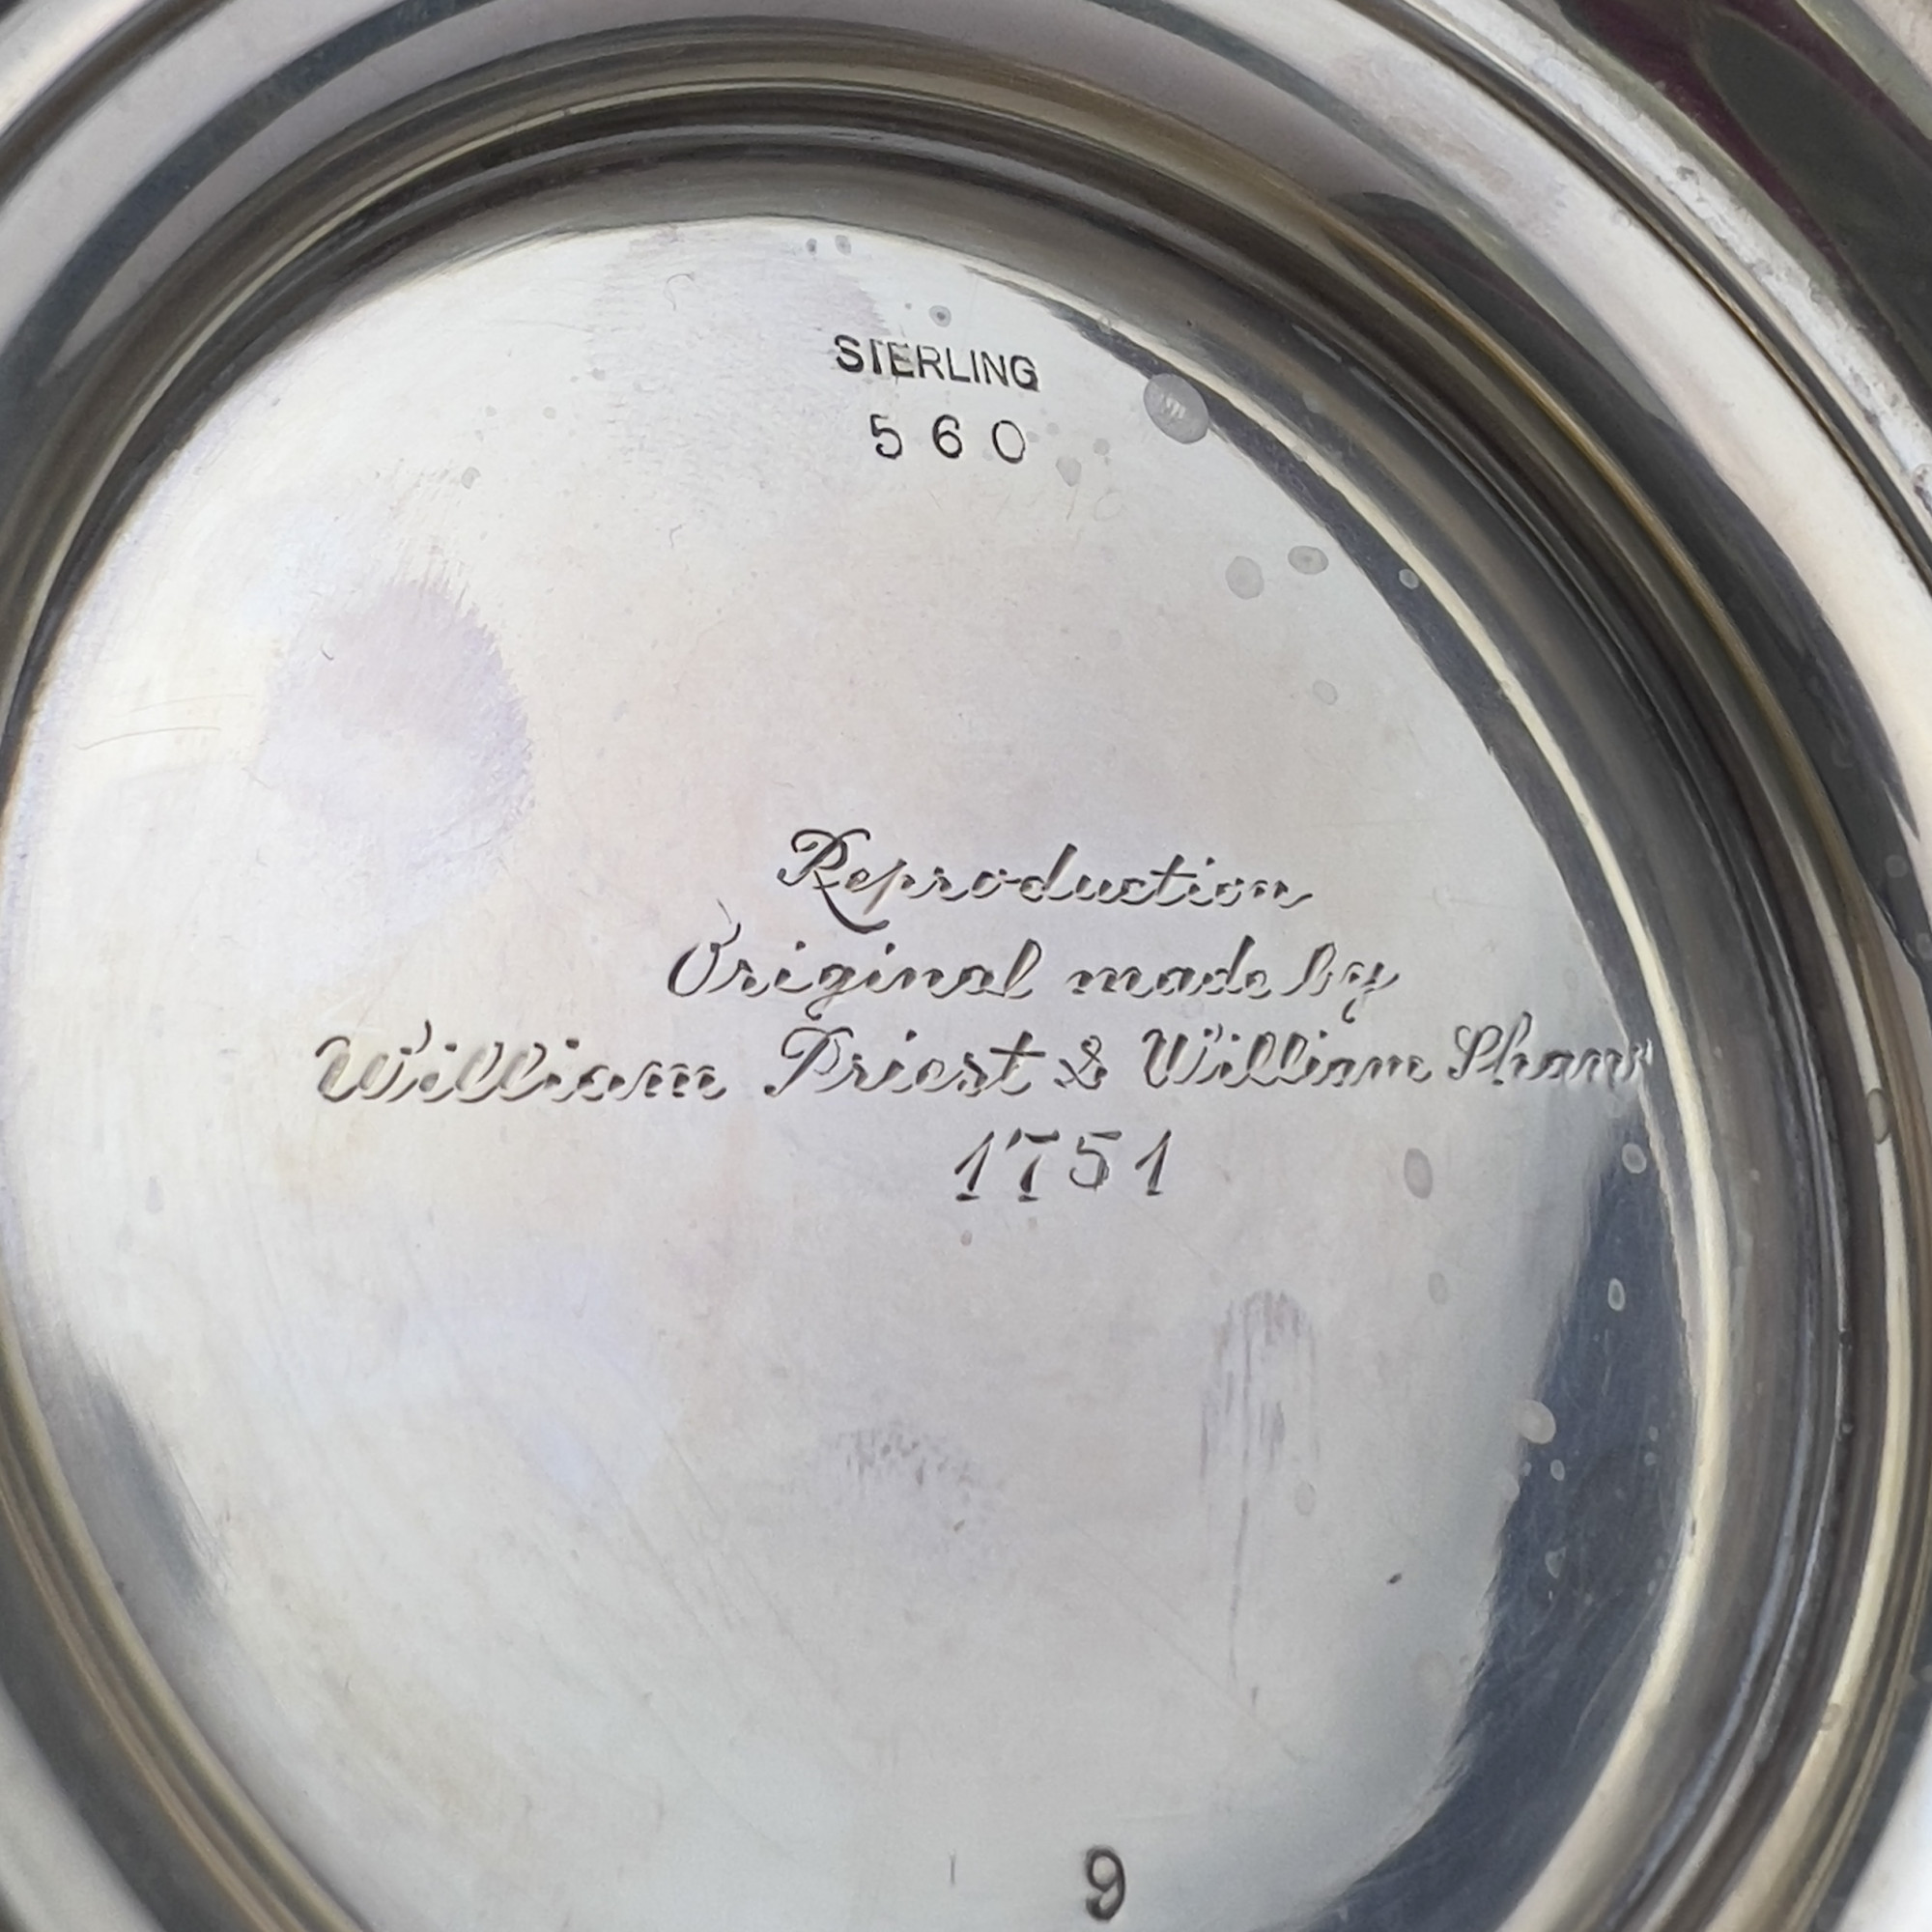 STERLING
560
Reproduction
Original made by
William Priest & William Shaw
1751
9